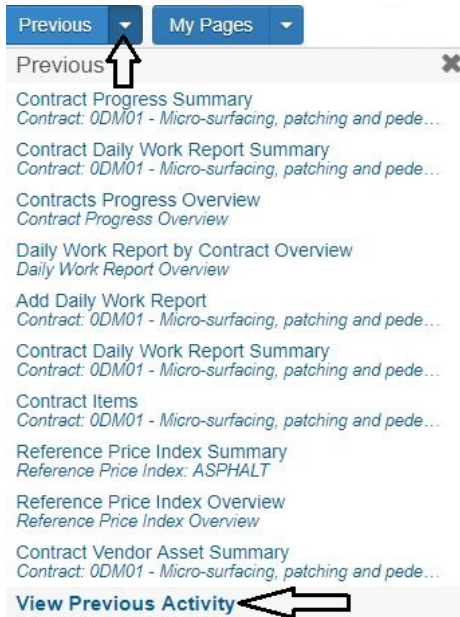 Previous My Pages
Previous
Contract Progress Summary
Contract: 0DM01 - Micro-surfacing, patching and pede…
Contract Daily Work Report Summary
Contract: 0DM01 - Micro-surfacing, patching and pede…
Contracts Progress Overview
Contract Progress Overview
Daily Work Report by Contract Overview
Daily Work Report Overview
Add Daily Work Report
Contract: 0DM01 - Micro-surfacing, patching and pede…
Contract Daily Work Report Summary
Contract: 0DM01 - Micro-surfacing, patching and pede…
Contract Items
Contract: 0DM01 - Micro-surfacing, patching and pede…
Reference Price Index Summary
Reference Price Index: ASPHALT
Reference Price Index Overview
Reference Price Index Overview
Contract Vendor Asset Summary
Contract: 0DM01 - Micro-surfacing, patching and pede…
View Previous Activity